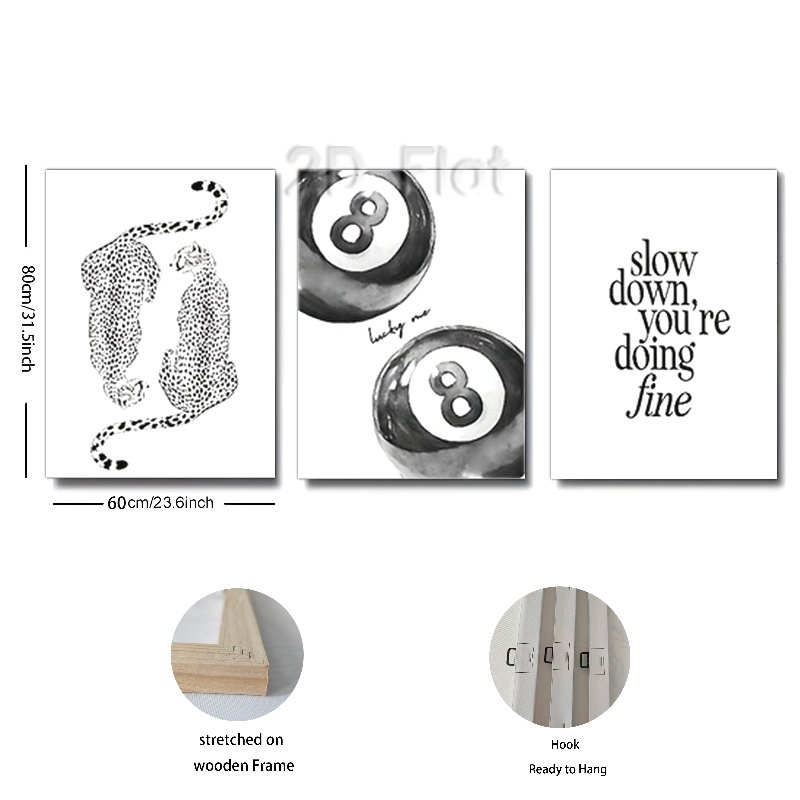 2D Flat
80cm/31.5inch
8
lucky me
8
slow
down,
you're
doing
fine
60cm/23.6inch
stretched on
wooden Frame
Hook
Ready to Hang